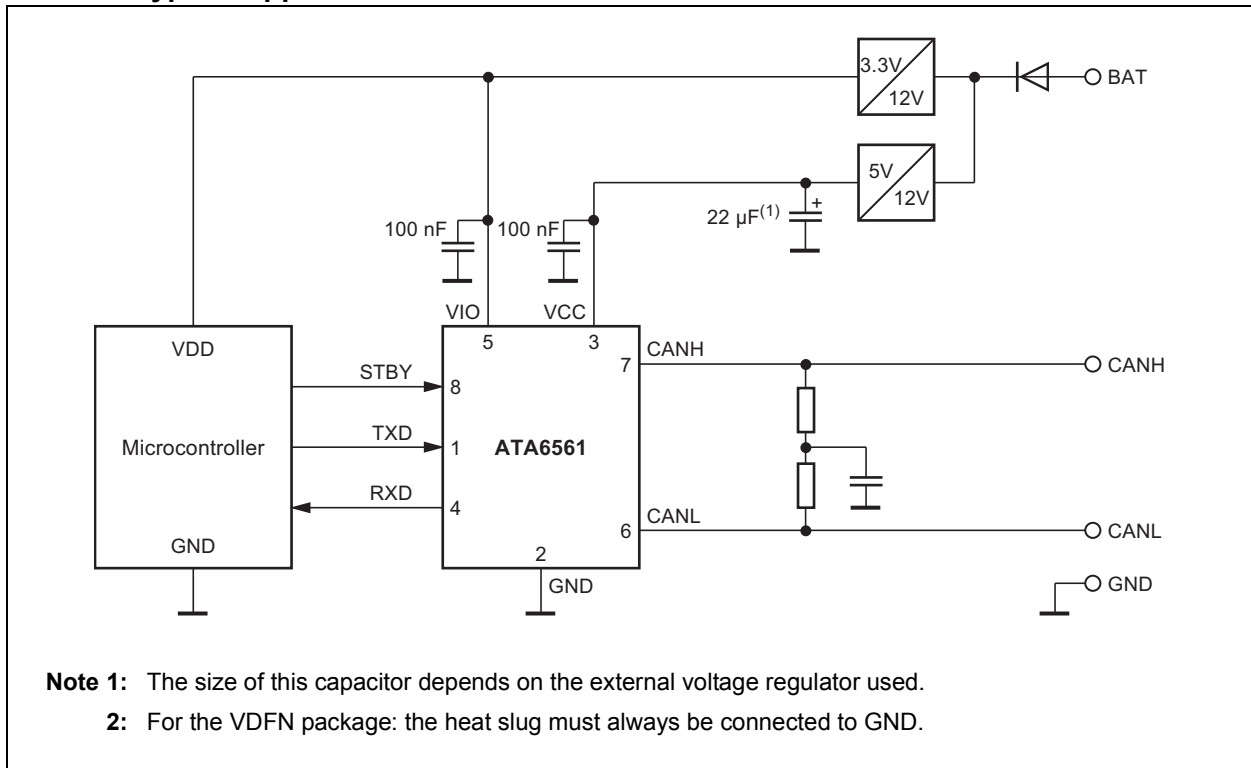 3.3V
12V
BAT
5V
12V
22 µF(1)
+
100 nF
100 nF
VIO
VCC
VDD
5
3
CANH
7
CANH
STBY
8
TXD
Microcontroller
1
ATA6561
RXD
4
CANL
6
CANL
GND
2
GND
GND
Note 1: The size of this capacitor depends on the external voltage regulator used.
2: For the VDFN package: the heat slug must always be connected to GND.